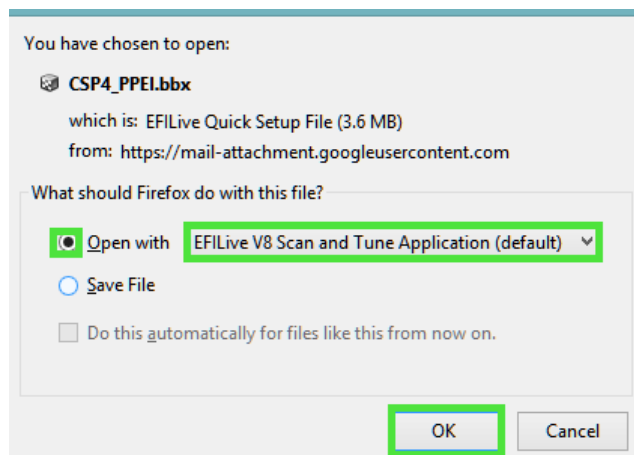 You have chosen to open:
CSP4_PPEI.bbx
which is: EFILive Quick Setup File (3.6 MB)
from: https://mail-attachment.googleusercontent.com
What should Firefox do with this file?
Open with EFILive V8 Scan and Tune Application (default)
Save File
Do this automatically for files like this from now on.
OK Cancel